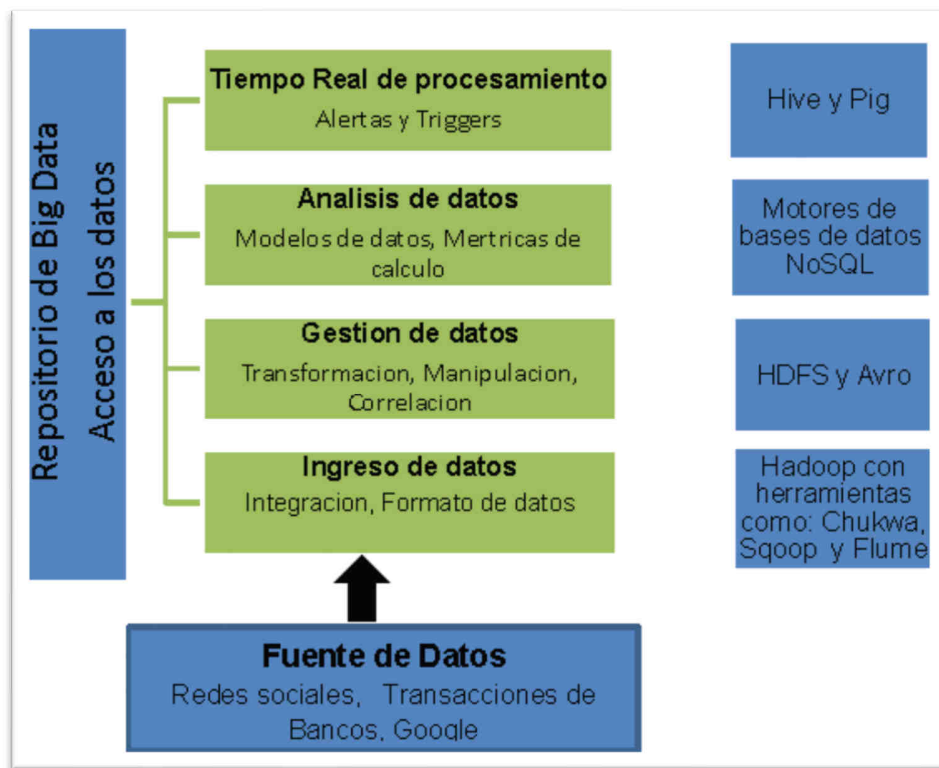 Repositorio de Big Data
Acceso a los datos
Tiempo Real de procesamiento
Alertas y Triggers
Hive y Pig
Analisis de datos
Modelos de datos, Mertricas de
calculo
Motores de
bases de datos
NoSQL
Gestion de datos
Transformacion, Manipulacion,
Correlacion
HDFS y Avro
Ingreso de datos
Integracion, Formato de datos
Hadoop con
herramientas
como: Chukwa,
Sqoop y Flume
Fuente de Datos
Redes sociales, Transacciones de
Bancos, Google